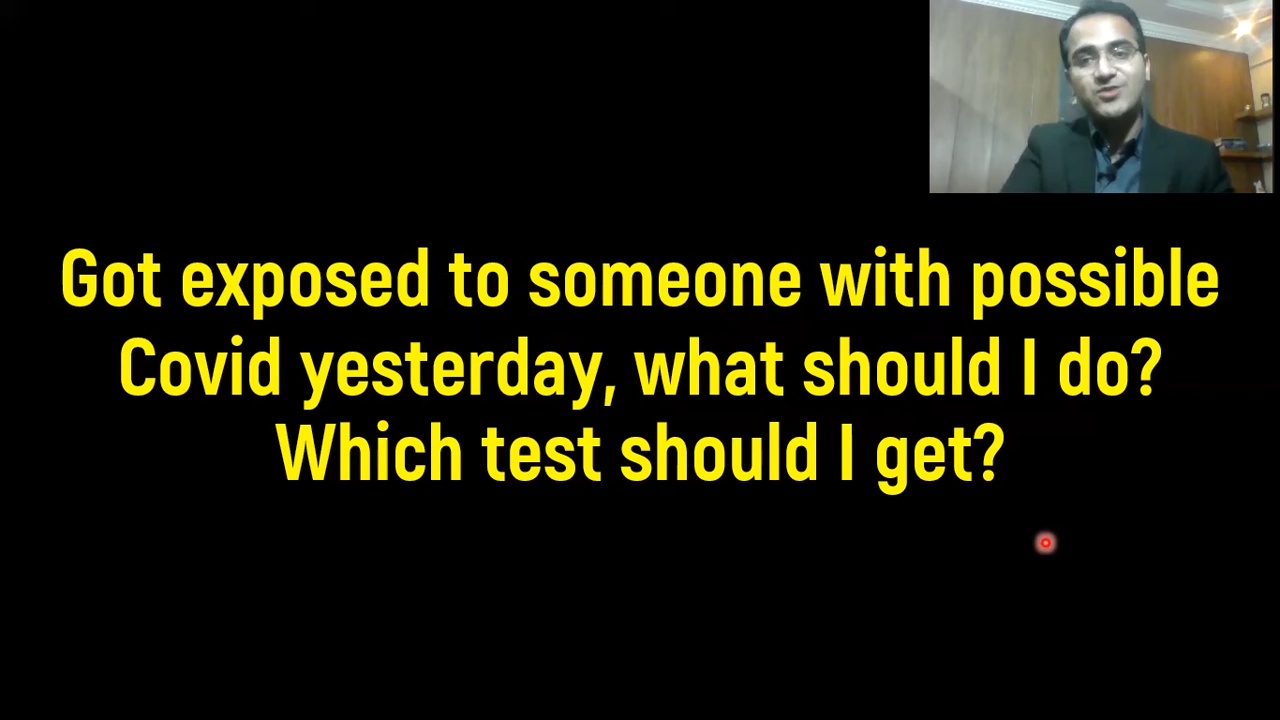 Got exposed to someone with possible
Covid yesterday, what should I do?
Which test should I get?